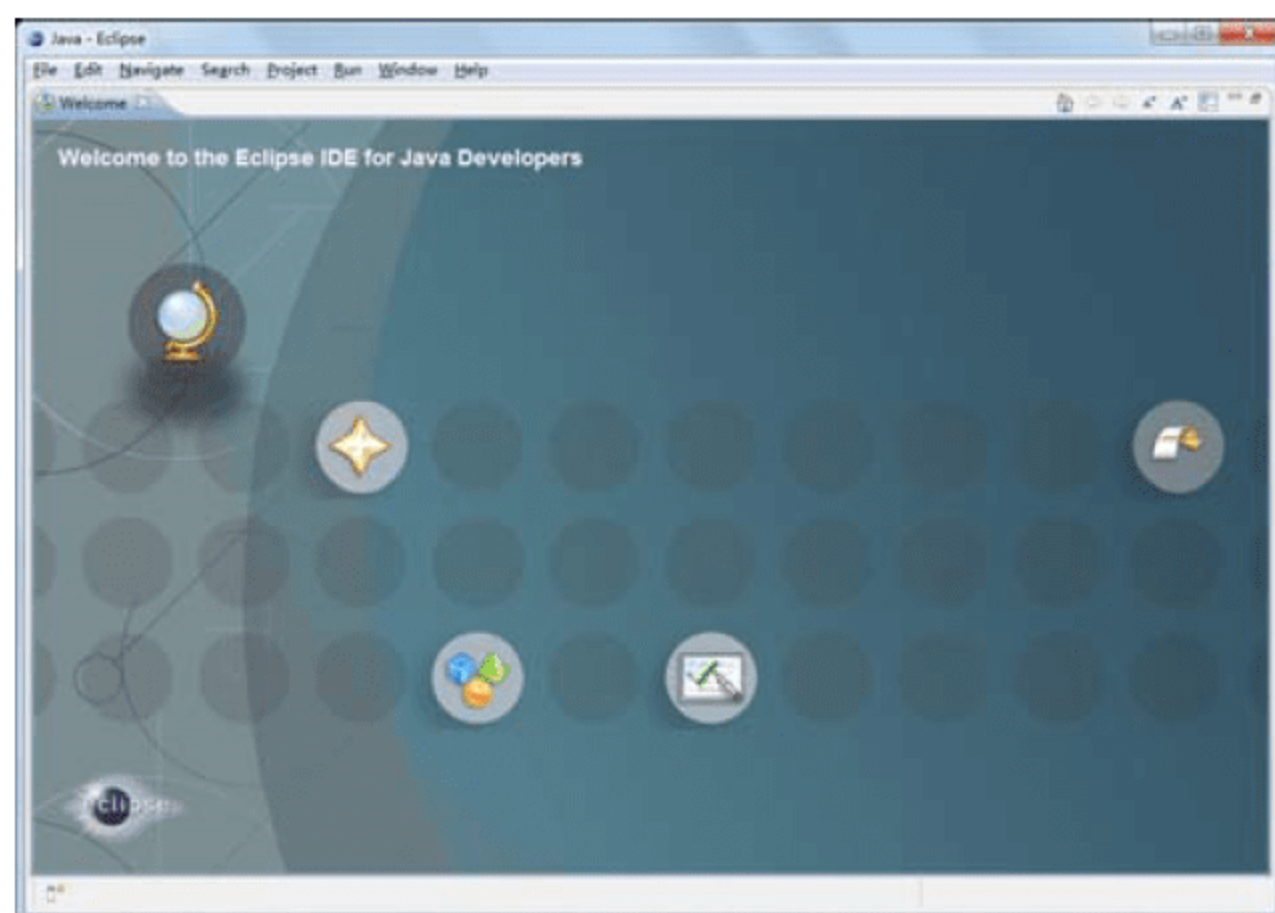 Java - Eclipse
File Edit Navigate Search Project Run Window Help
Welcome
Welcome to the Eclipse IDE for Java Developers
eclipse